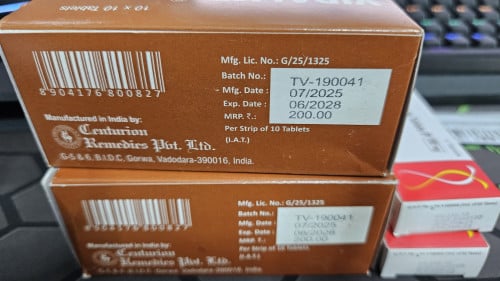 10 x 10 Tablets
Mfg. Lic. No.: G/25/1325
Batch No.: TV-190041
Mfg. Date : 07/2025
Exp. Date : 06/2028
MRP. ₹.: 200.00
Per Strip of 10 Tablets
(I.A.T.)
8904176800827
Manufactured in India by:
Centurion
Remedies Pvt. Ltd.
G-5 & 6, B.I.D.C, Gorwa, Vadodara-390016, India.
Mfg. Lic. No.: G/25/1325
Batch No. TV-190041
Mfg. Date 07/2025
Exp. Date : 06/2028
MRP. ₹.: 200.00
Per Strip of 10 Tablets
(I.A.T.)
8904176800827
Manufactured in India by:
Centurion
Remedies Pvt. Ltd.
G-5 & 6, B.I.D.C, Gorwa, Vadodara-390016, India.